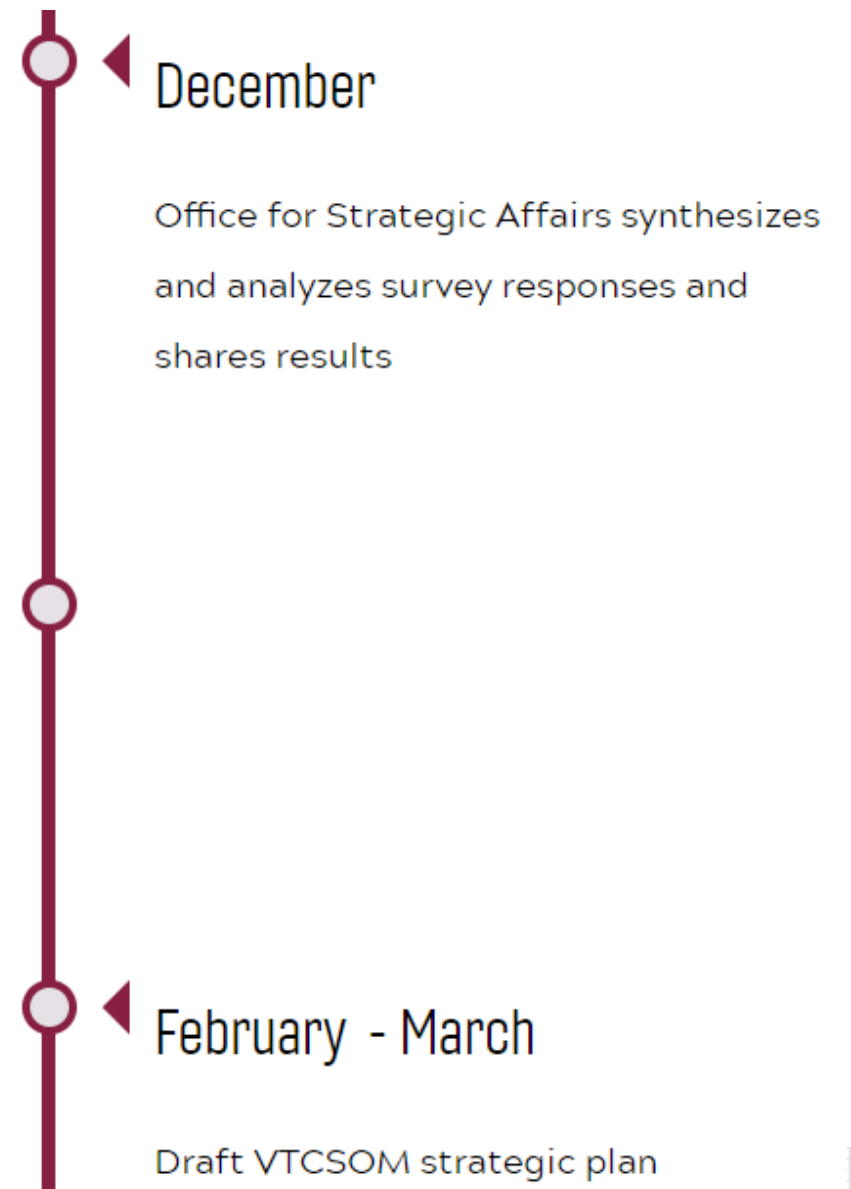 December
Office for Strategic Affairs synthesizes
and analyzes survey responses and
shares results
February - March
Draft VTCSOM strategic plan